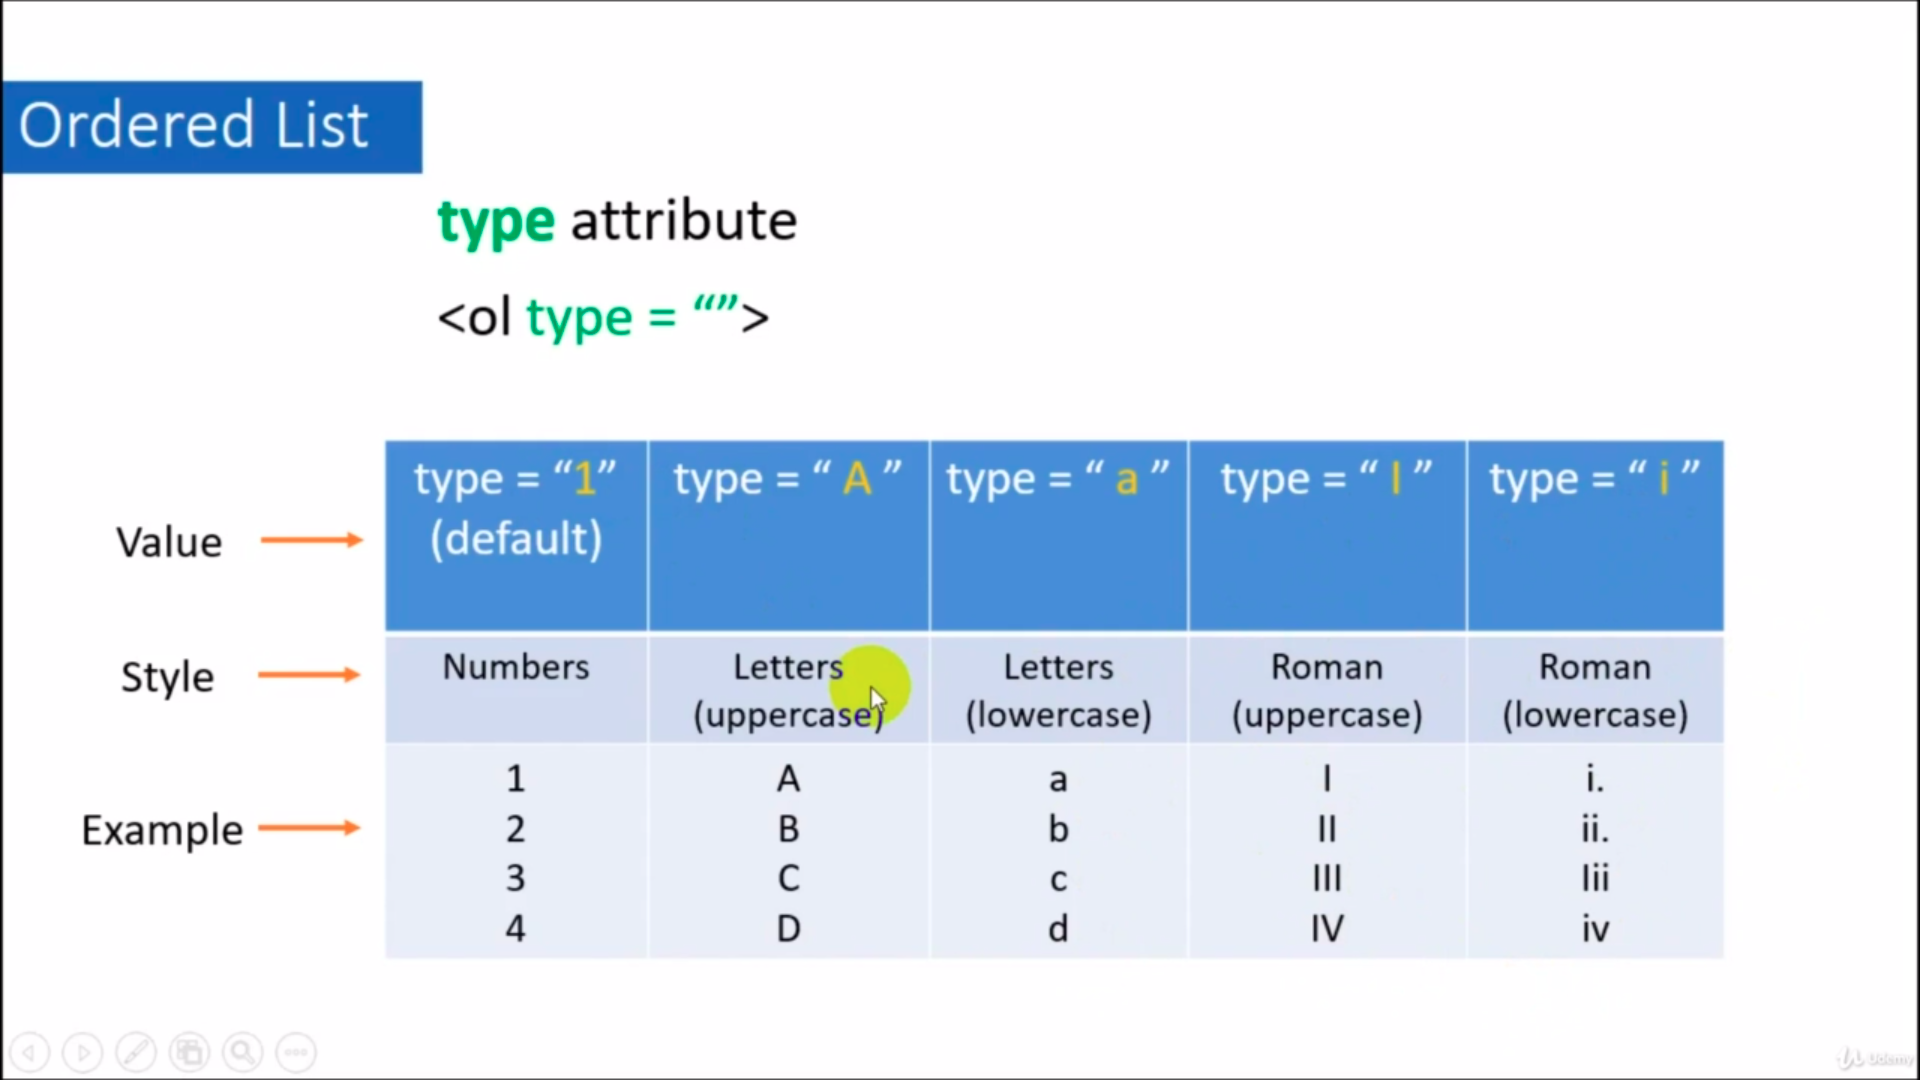 Ordered List
type attribute
<ol type = “”>
Value
type = “1” (default)
type = “ A ”
type = “ a ”
type = “ I ”
type = “ i ”
Style
Numbers
Letters (uppercase)
Letters (lowercase)
Roman (uppercase)
Roman (lowercase)
Example
1 A a I i.
2 B b II ii.
3 C c III Iii
4 D d IV iv
Udemy